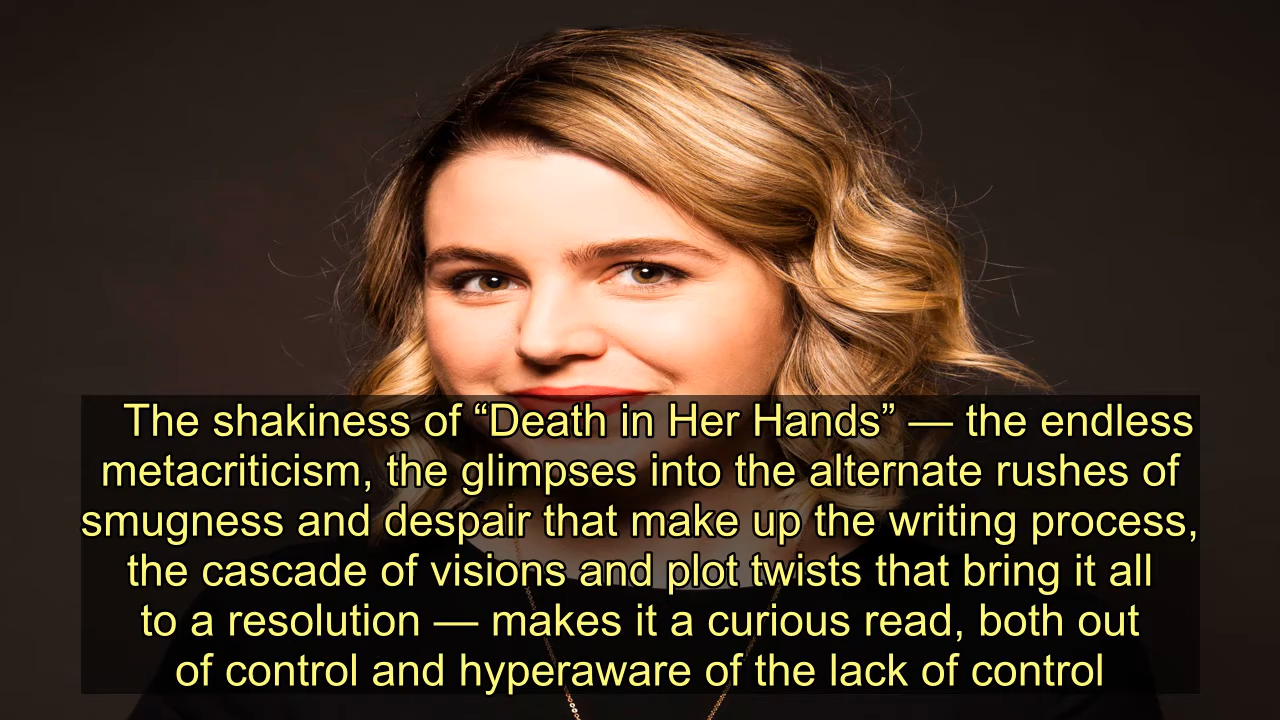 The shakiness of “Death in Her Hands” — the endless
metacriticism, the glimpses into the alternate rushes of
smugness and despair that make up the writing process,
the cascade of visions and plot twists that bring it all
to a resolution — makes it a curious read, both out
of control and hyperaware of the lack of control